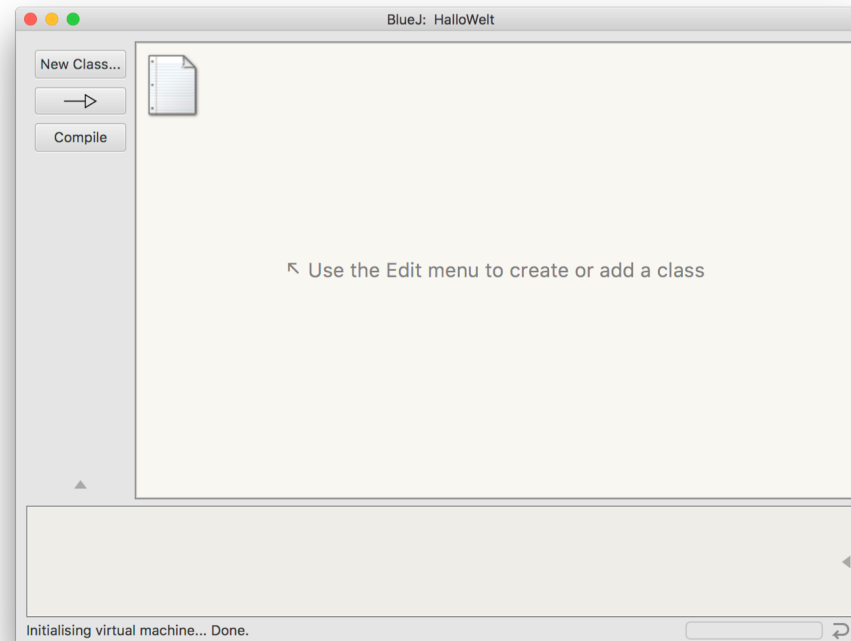 BlueJ: HalloWelt
New Class...
Compile
Use the Edit menu to create or add a class
Initialising virtual machine... Done.